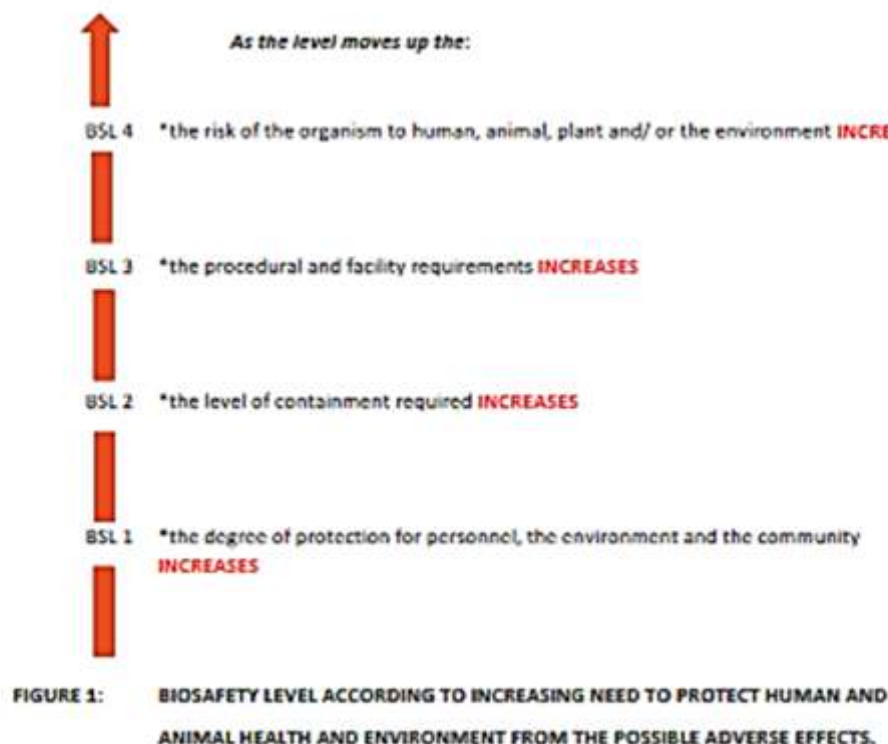 As the level moves up the:
BSL 4 *the risk of the organism to human, animal, plant and/ or the environment INCRE
BSL 3 *the procedural and facility requirements INCREASES
BSL 2 *the level of containment required INCREASES
BSL 1 *the degree of protection for personnel, the environment and the community
INCREASES
FIGURE 1: BIOSAFETY LEVEL ACCORDING TO INCREASING NEED TO PROTECT HUMAN AND
ANIMAL HEALTH AND ENVIRONMENT FROM THE POSSIBLE ADVERSE EFFECTS.